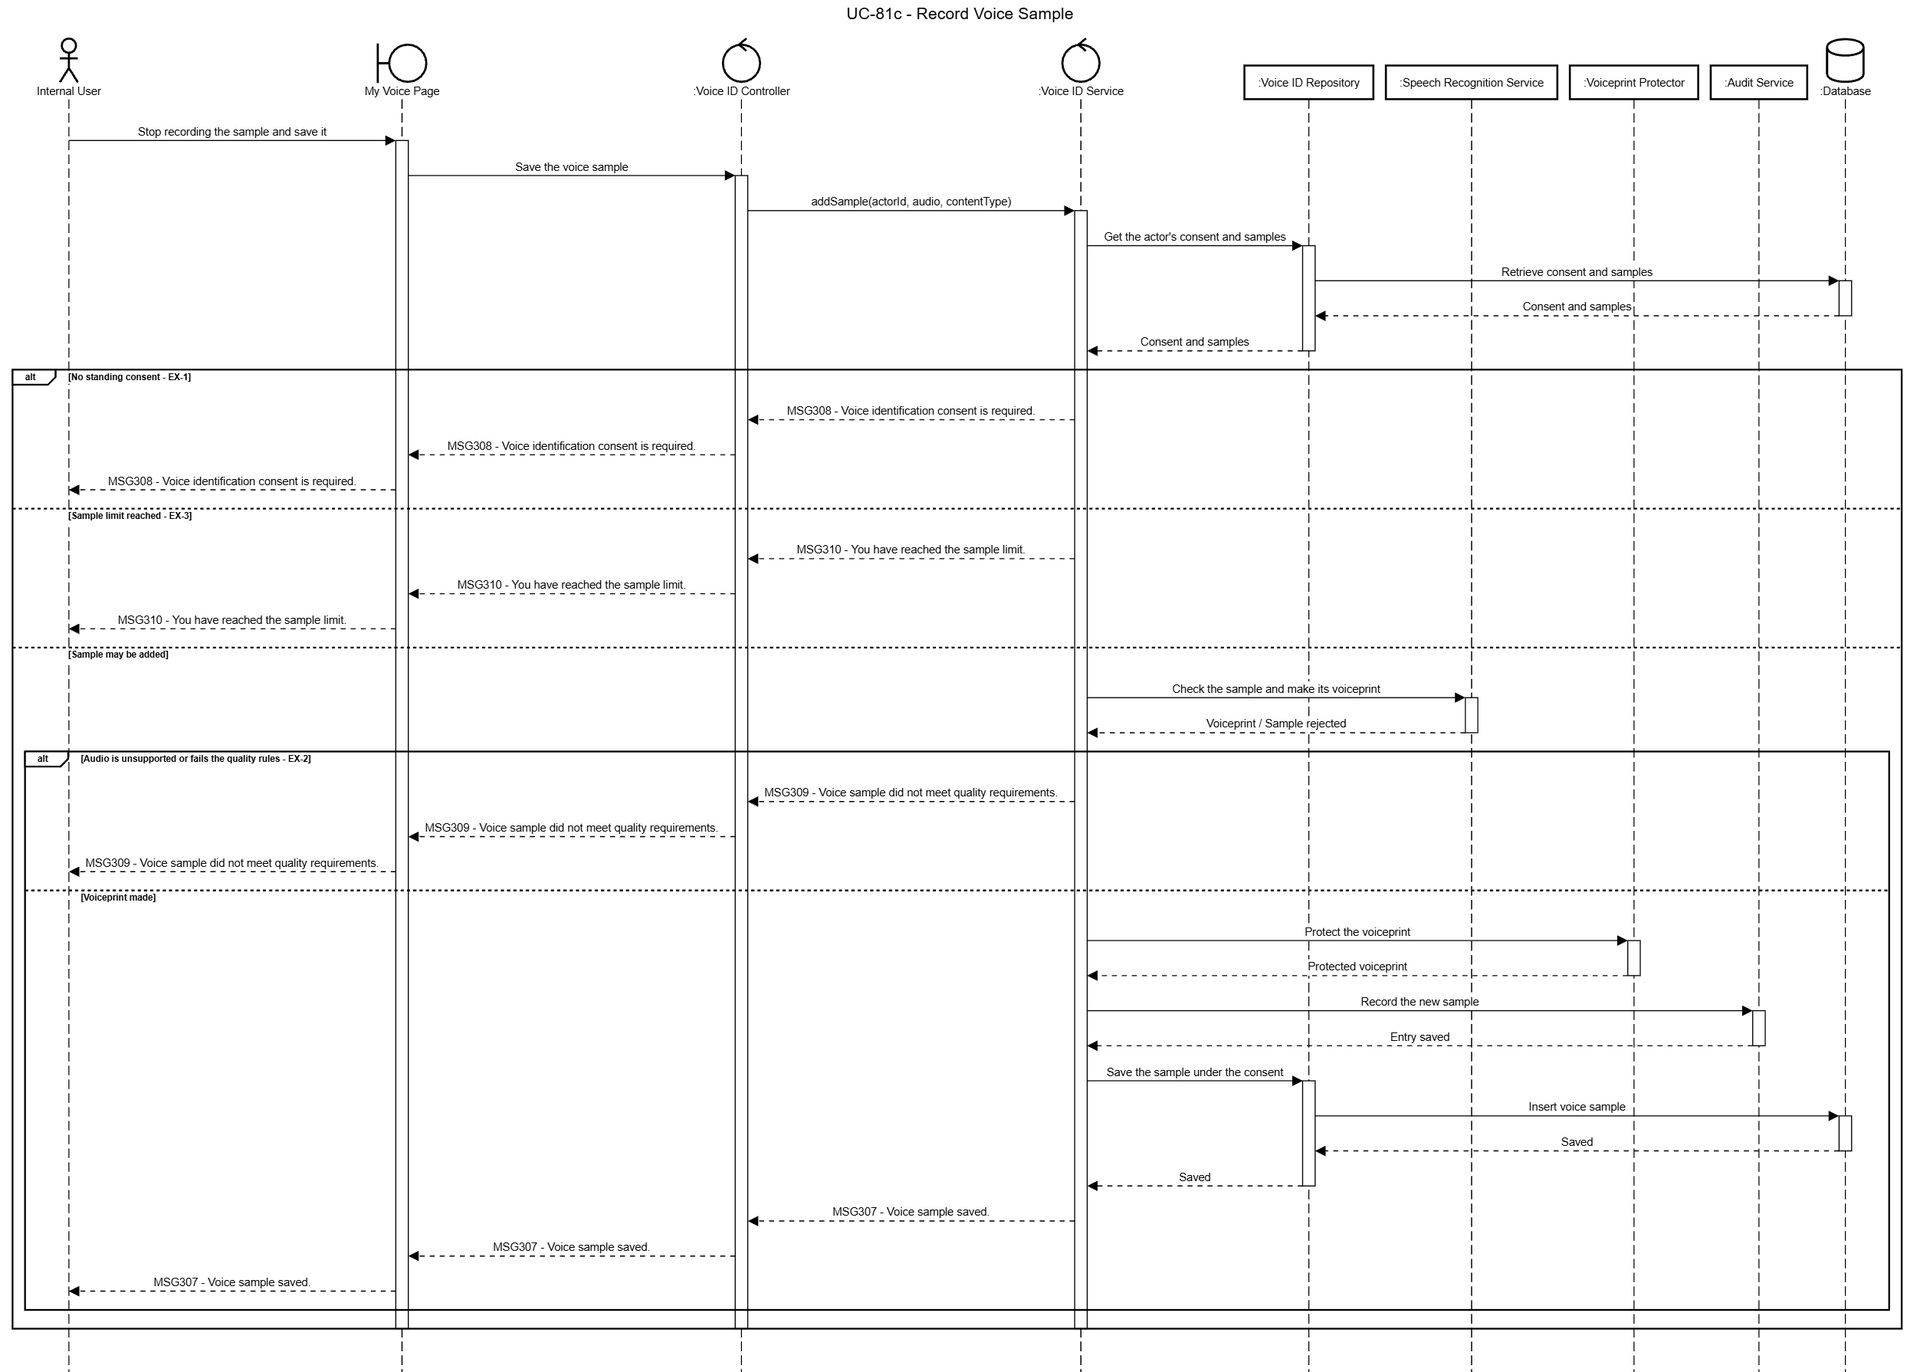 UC-81c - Record Voice Sample
Internal User
My Voice Page
:Voice ID Controller
:Voice ID Service
:Voice ID Repository
:Speech Recognition Service
:Voiceprint Protector
:Audit Service
:Database
Stop recording the sample and save it
Save the voice sample
addSample(actorId, audio, contentType)
Get the actor's consent and samples
Retrieve consent and samples
Consent and samples
Consent and samples
alt
[No standing consent - EX-1]
MSG308 - Voice identification consent is required.
MSG308 - Voice identification consent is required.
MSG308 - Voice identification consent is required.
[Sample limit reached - EX-3]
MSG310 - You have reached the sample limit.
MSG310 - You have reached the sample limit.
MSG310 - You have reached the sample limit.
[Sample may be added]
Check the sample and make its voiceprint
Voiceprint / Sample rejected
alt
[Audio is unsupported or fails the quality rules - EX-2]
MSG309 - Voice sample did not meet quality requirements.
MSG309 - Voice sample did not meet quality requirements.
MSG309 - Voice sample did not meet quality requirements.
[Voiceprint made]
Protect the voiceprint
Protected voiceprint
Record the new sample
Entry saved
Save the sample under the consent
Insert voice sample
Saved
Saved
MSG307 - Voice sample saved.
MSG307 - Voice sample saved.
MSG307 - Voice sample saved.